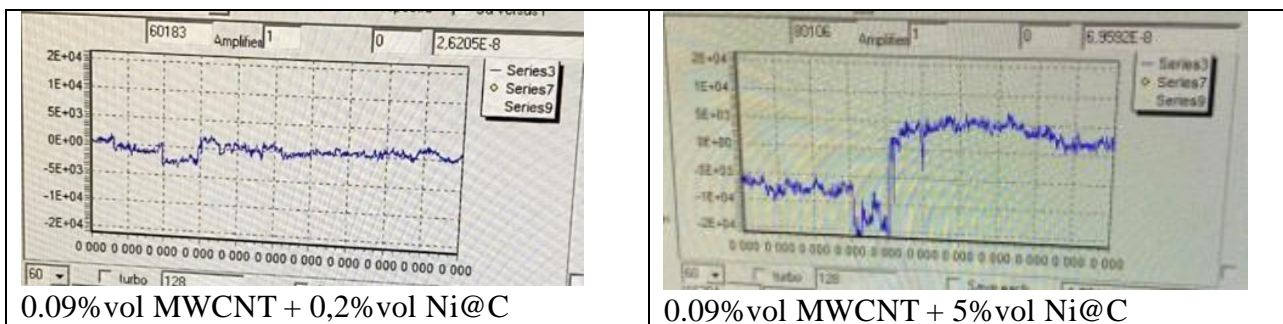 60183 Amplified 1 0 2,6205E-8
2E+04
1E+04
5E+03
0E+00
-5E+03
-1E+04
-2E+04
Series3
Series7
Series9
0 000 0 000 0 000 0 000 0 000 0 000 0 000 0 000 0 000 0 000 0 000
60 turbo 128
0.09%vol MWCNT + 0,2%vol Ni@C
80106 Amplified 1 0 6,9592E-8
2E+04
1E+04
5E+03
0E+00
-5E+03
-1E+04
-2E+04
Series3
Series7
Series9
0 000 0 000 0 000 0 000 0 000 0 000 0 000 0 000 0 000 0 000 0 000
60 turbo 128
0.09%vol MWCNT + 5%vol Ni@C